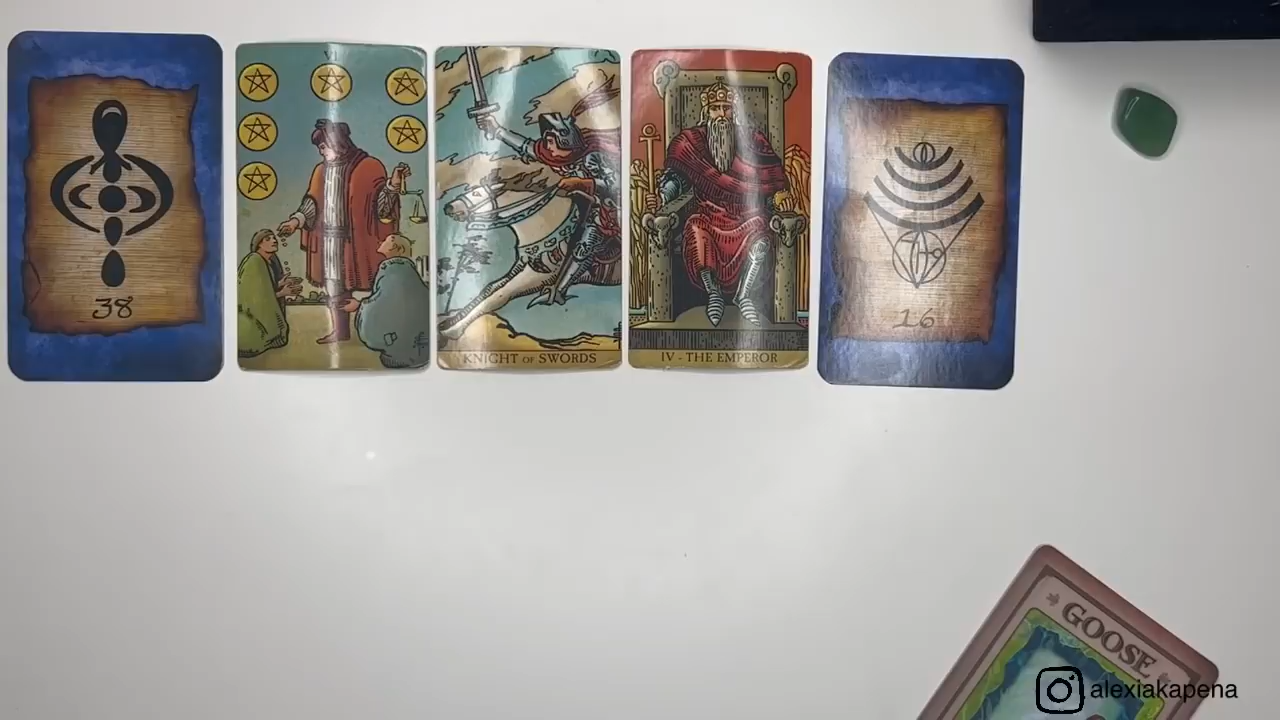 38
KNIGHT OF SWORDS
IV - THE EMPEROR
16
GOOSE
alexiakapena